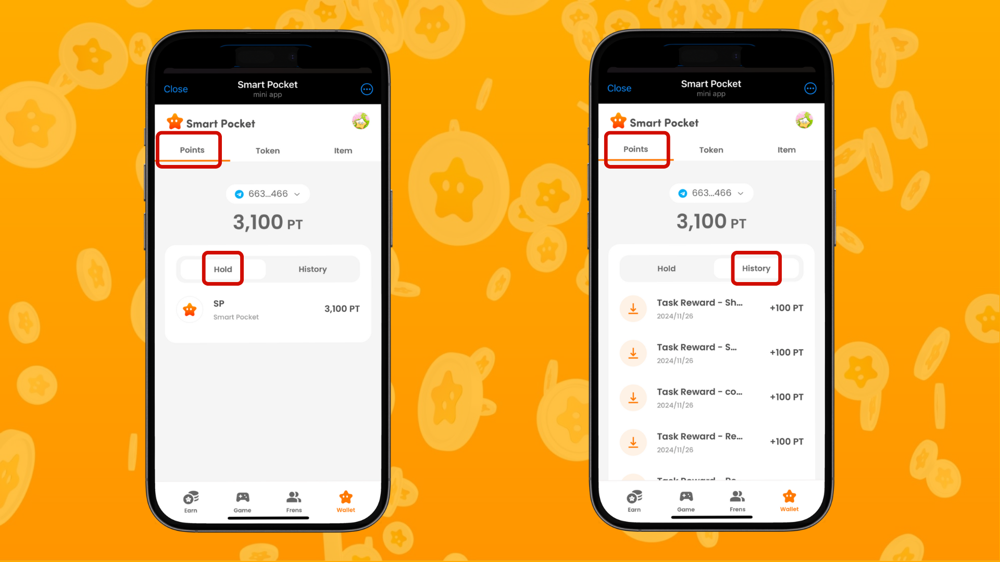 Close
Smart Pocket
mini app
Smart Pocket
Points
Token
Item
663...466
3,100 PT
Hold
History
SP
Smart Pocket
3,100 PT
Earn
Game
Frens
Wallet
Close
Smart Pocket
mini app
Smart Pocket
Points
Token
Item
663...466
3,100 PT
Hold
History
Task Reward - Sh...
2024/11/26
+100 PT
Task Reward - S...
2024/11/26
+100 PT
Task Reward - co...
2024/11/26
+100 PT
Task Reward - Re...
2024/11/26
+100 PT
Earn
Game
Frens
Wallet